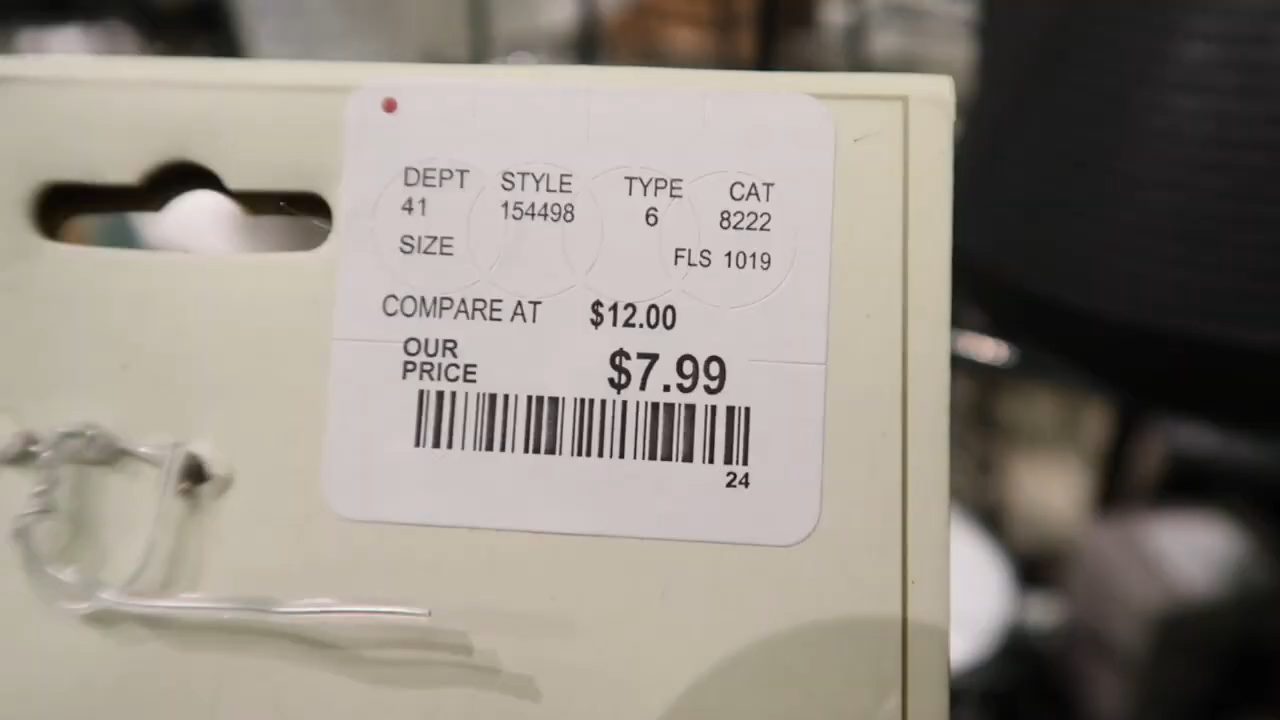 DEPT STYLE TYPE CAT
41 154498 6 8222
SIZE FLS 1019
COMPARE AT $12.00
OUR PRICE $7.99
24